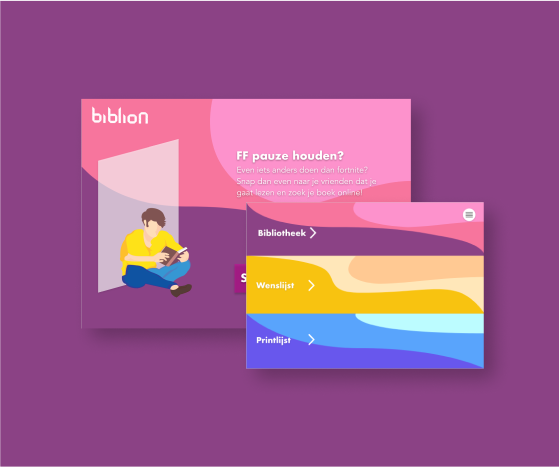 biblion
FF pauze houden?
Even iets anders doen dan fortnite?
Snap dan even naar je vrienden dat je
gaat lezen en zoek je boek online!
S
Bibliotheek
Wenslijst
Printlijst